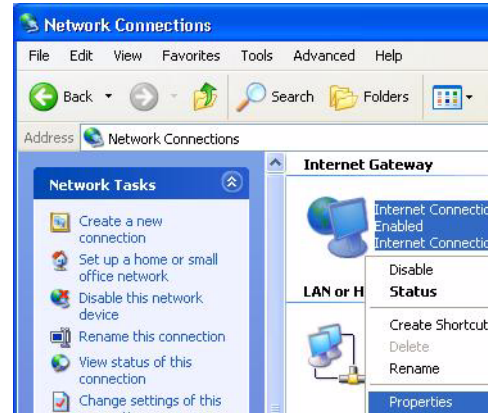 Network Connections
File Edit View Favorites Tools Advanced Help
Back Search Folders
Address Network Connections
Network Tasks
Create a new
connection
Set up a home or small
office network
Disable this network
device
Rename this connection
View status of this
connection
Change settings of this
Internet Gateway
Internet Connectio
Enabled
Internet Connectio
LAN or H
Disable
Status
Create Shortcut
Delete
Rename
Properties